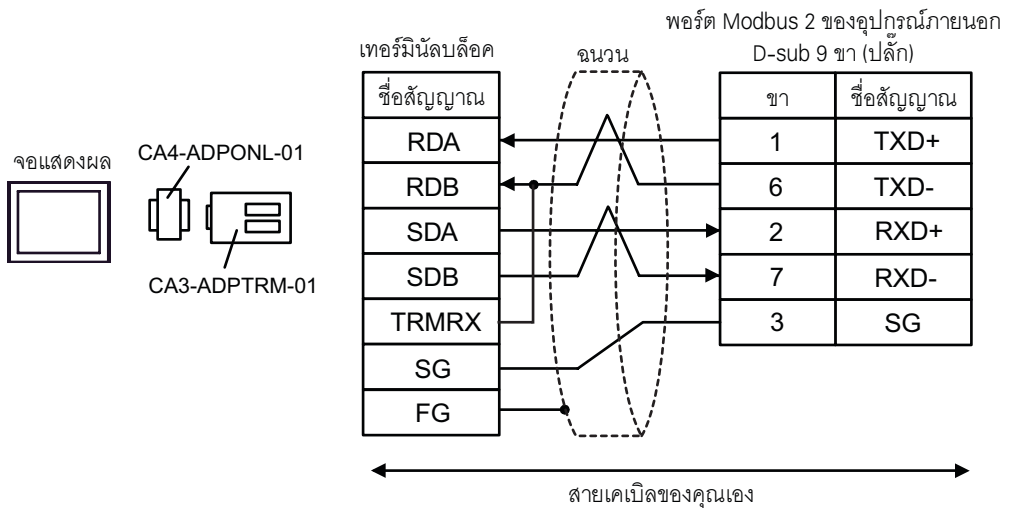 พอร์ต Modbus 2 ของอุปกรณ์ภายนอก
D-sub 9 ขา (ปลั๊ก)
เทอร์มินัลบล็อค
ฉนวน
ชื่อสัญญาณ
ขา
ชื่อสัญญาณ
RDA
1
TXD+
RDB
6
TXD-
SDA
2
RXD+
SDB
7
RXD-
TRMRX
3
SG
SG
FG
จอแสดงผล
CA4-ADPONL-01
CA3-ADPTRM-01
สายเคเบิลของคุณเอง